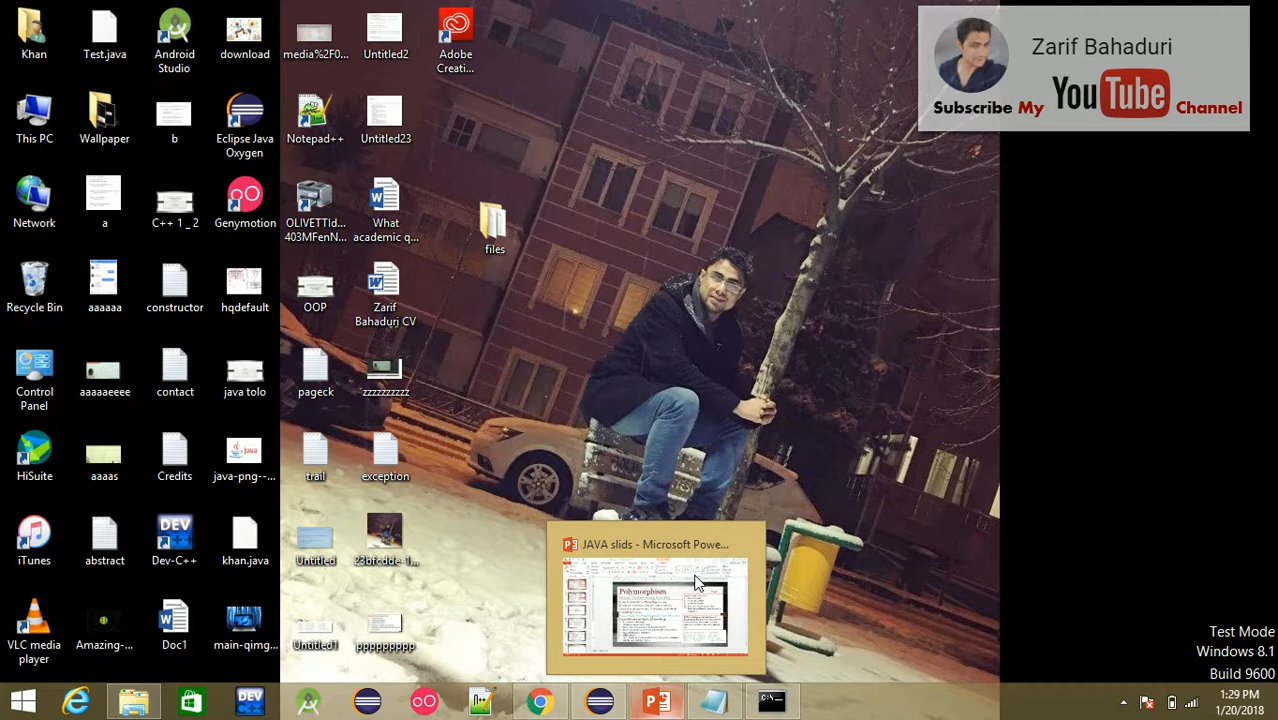 Khan
Test.java
Android
Studio
download
media%2F0...
Untitled2
Adobe
Creati...
Zarif Bahaduri
Subscribe My YouTube Channel
This PC
Wallpaper
b
Eclipse Java
Oxygen
Notepad++
Untitled23
Network
a
C++ 1 _ 2
Genymotion
OLIVETTId...
403MFenN...
What
academic q...
files
Recycle Bin
aaaaaa
constructor
hqdefault
OOP
Zarif
Bahaduri CV
Control
Panel
aaaaaeeee
contact
java tolo
pageck
zzzzzzzzzz
HiSuite
aaaas
Credits
java-png--...
trail
exception
iTunes
abstract
Dev-C++
khan.java
Untitled
JAVA slids - Microsoft Powe...
Polymorphism
VLC media
Amazing-...
Doc1
main-qimg...
Untitled1
Test Mode
Windows 8.1
Build 9600
DEV
1:29 PM
1/20/2018